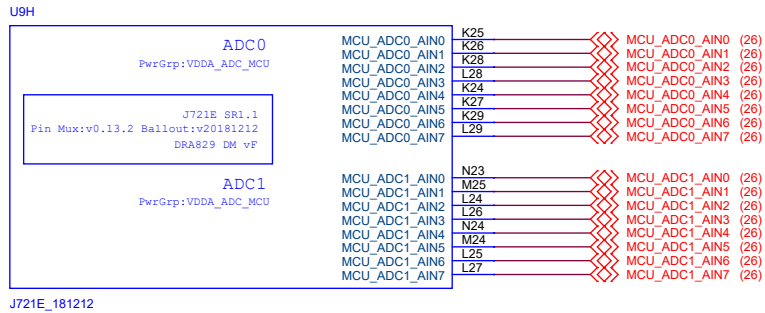 U9H
ADC0
PwrGrp:VDDA_ADC_MCU
MCU_ADC0_AIN0 K25 MCU_ADC0_AIN0 (26)
MCU_ADC0_AIN1 K26 MCU_ADC0_AIN1 (26)
MCU_ADC0_AIN2 K28 MCU_ADC0_AIN2 (26)
MCU_ADC0_AIN3 L28 MCU_ADC0_AIN3 (26)
MCU_ADC0_AIN4 K24 MCU_ADC0_AIN4 (26)
MCU_ADC0_AIN5 K27 MCU_ADC0_AIN5 (26)
MCU_ADC0_AIN6 K29 MCU_ADC0_AIN6 (26)
MCU_ADC0_AIN7 L29 MCU_ADC0_AIN7 (26)
J721E SR1.1
Pin Mux:v0.13.2 Ballout:v20181212
DRA829 DM vF
ADC1
PwrGrp:VDDA_ADC_MCU
MCU_ADC1_AIN0 N23 MCU_ADC1_AIN0 (26)
MCU_ADC1_AIN1 M25 MCU_ADC1_AIN1 (26)
MCU_ADC1_AIN2 L24 MCU_ADC1_AIN2 (26)
MCU_ADC1_AIN3 L26 MCU_ADC1_AIN3 (26)
MCU_ADC1_AIN4 N24 MCU_ADC1_AIN4 (26)
MCU_ADC1_AIN5 M24 MCU_ADC1_AIN5 (26)
MCU_ADC1_AIN6 L25 MCU_ADC1_AIN6 (26)
MCU_ADC1_AIN7 L27 MCU_ADC1_AIN7 (26)
J721E_181212